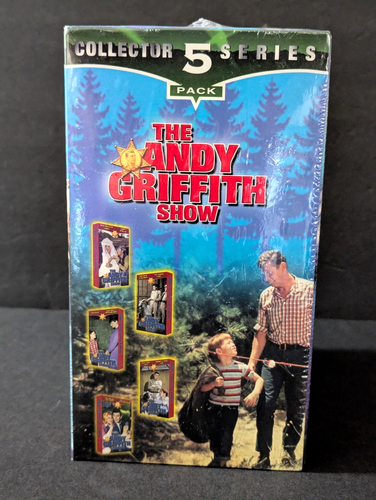 COLLECTOR 5 SERIES
PACK
THE
ANDY
GRIFFITH
SHOW